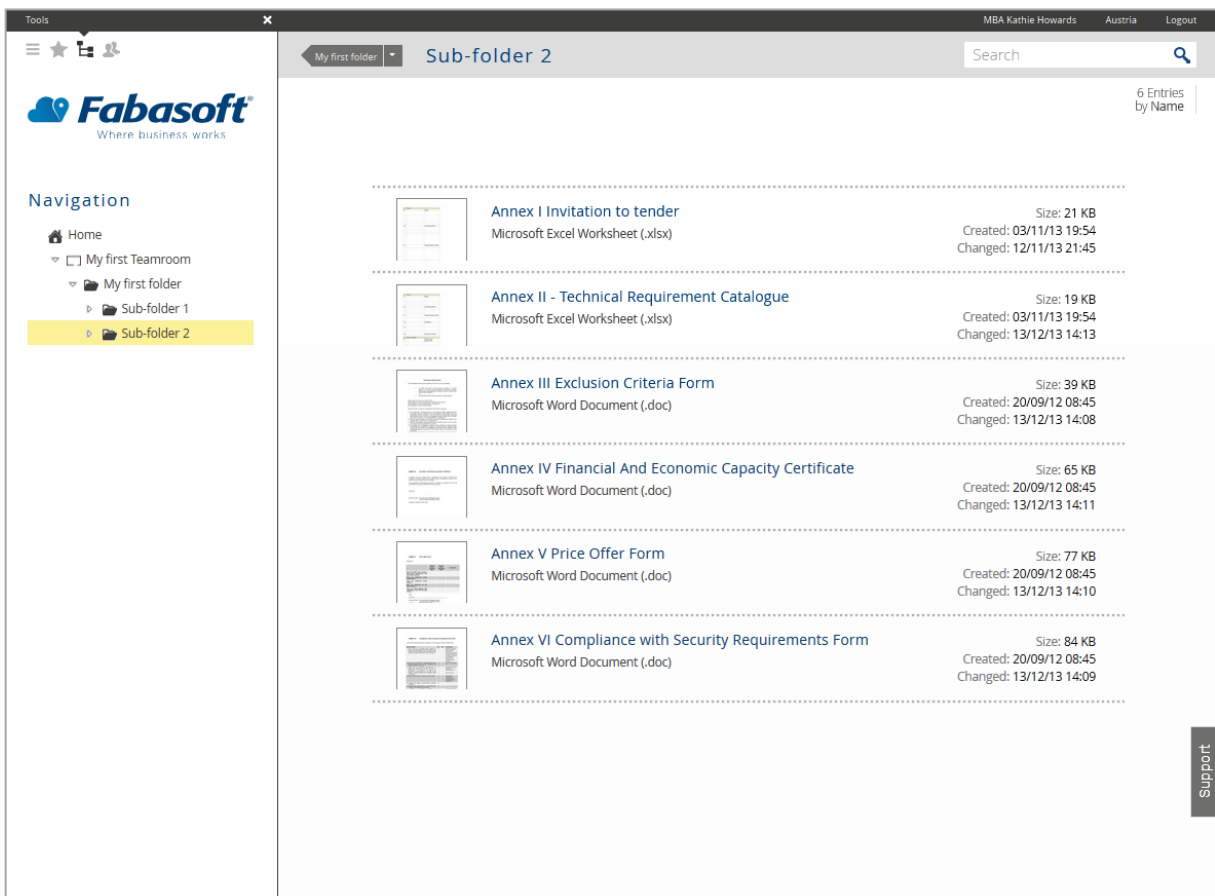 Tools
MBA Kathie Howards Austria Logout
My first folder
Sub-folder 2
Search
Fabasoft®
Where business works
6 Entries
by Name
Navigation
Home
My first Teamroom
My first folder
Sub-folder 1
Sub-folder 2
Annex I Invitation to tender
Microsoft Excel Worksheet (.xlsx)
Size: 21 KB
Created: 03/11/13 19:54
Changed: 12/11/13 21:45
Annex II - Technical Requirement Catalogue
Microsoft Excel Worksheet (.xlsx)
Size: 19 KB
Created: 03/11/13 19:54
Changed: 13/12/13 14:13
Annex III Exclusion Criteria Form
Microsoft Word Document (.doc)
Size: 39 KB
Created: 20/09/12 08:45
Changed: 13/12/13 14:08
Annex IV Financial And Economic Capacity Certificate
Microsoft Word Document (.doc)
Size: 65 KB
Created: 20/09/12 08:45
Changed: 13/12/13 14:11
Annex V Price Offer Form
Microsoft Word Document (.doc)
Size: 77 KB
Created: 20/09/12 08:45
Changed: 13/12/13 14:10
Annex VI Compliance with Security Requirements Form
Microsoft Word Document (.doc)
Size: 84 KB
Created: 20/09/12 08:45
Changed: 13/12/13 14:09
Support